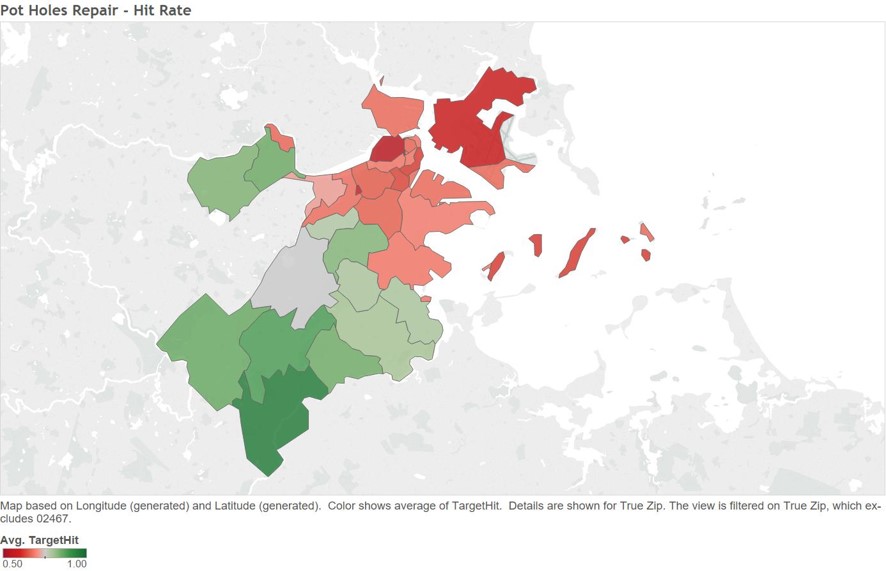 Pot Holes Repair - Hit Rate
Map based on Longitude (generated) and Latitude (generated).  Color shows average of TargetHit.  Details are shown for True Zip. The view is filtered on True Zip, which ex-
cludes 02467.
Avg. TargetHit
0.50 1.00